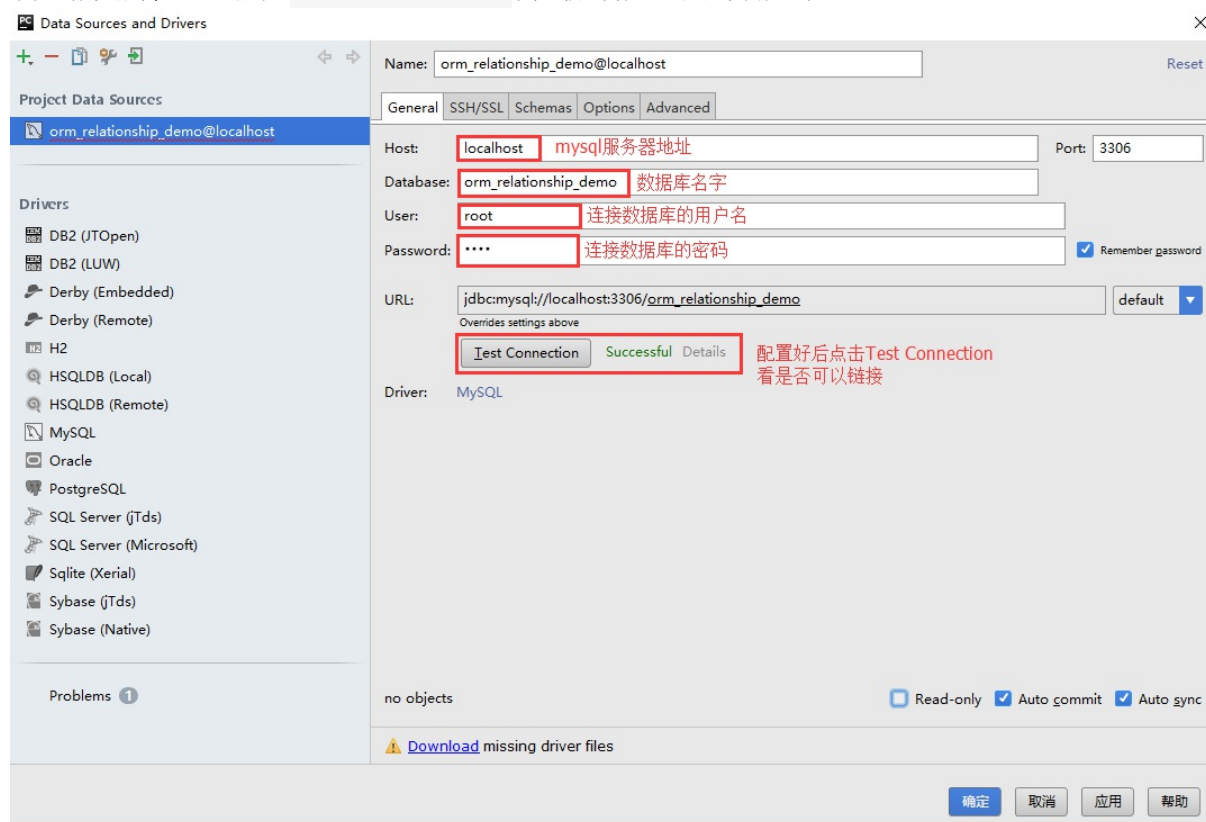 Data Sources and Drivers
Name: orm_relationship_demo@localhost Reset
Project Data Sources
General SSH/SSL Schemas Options Advanced
orm_relationship_demo@localhost
Host: localhost mysql服务器地址 Port: 3306
Database: orm_relationship_demo 数据库名字
Drivers
User: root 连接数据库的用户名
DB2 (JTOpen)
Password: •••• 连接数据库的密码 Remember password
DB2 (LUW)
Derby (Embedded)
URL: jdbc:mysql://localhost:3306/orm_relationship_demo default
Derby (Remote)
Overrides settings above
H2
Test Connection Successful Details 配置好后点击Test Connection
看是否可以链接
HSQLDB (Local)
Driver: MySQL
HSQLDB (Remote)
MySQL
Oracle
PostgreSQL
SQL Server (jTds)
SQL Server (Microsoft)
Sqlite (Xerial)
Sybase (jTds)
Sybase (Native)
Problems 1
no objects Read-only Auto commit Auto sync
Download missing driver files
确定 取消 应用 帮助